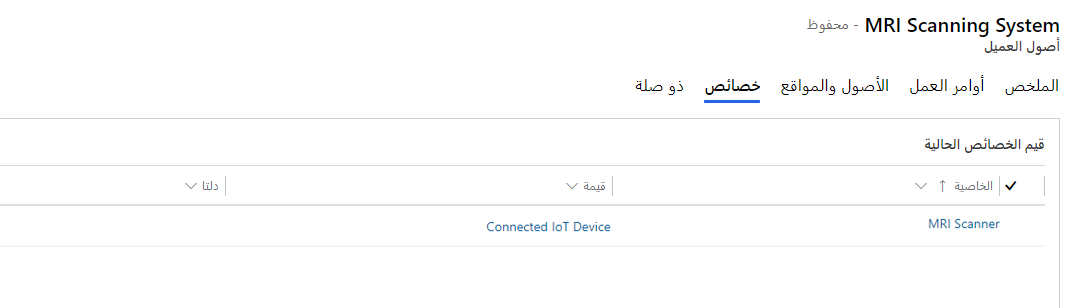 MRI Scanning System - محفوظ
أصول العميل
الملخص أوامر العمل الأصول والمواقع خصائص ذو صلة
قيم الخصائص الحالية
الخاصية قيمة دلتا
MRI Scanner Connected IoT Device